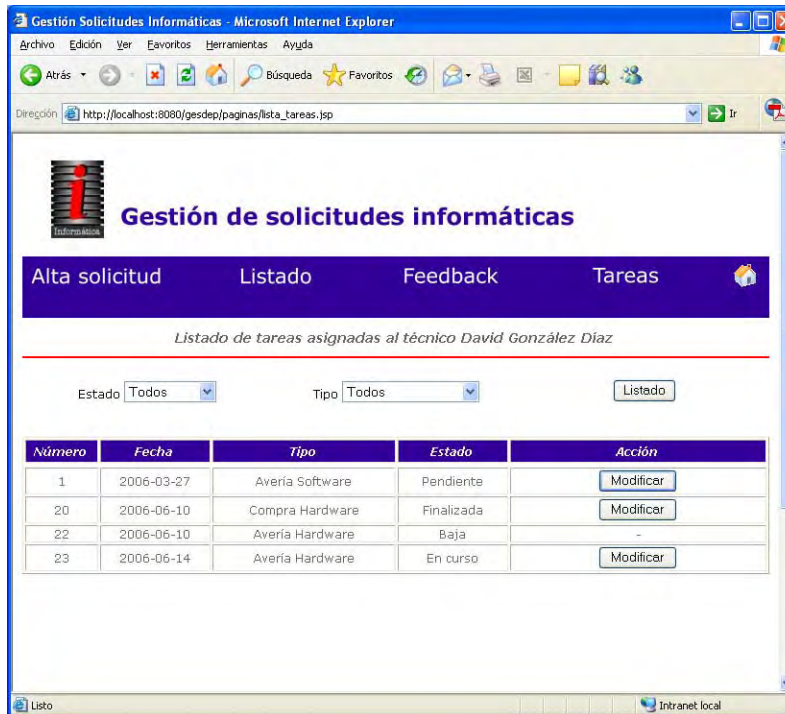 Gestión Solicitudes Informáticas - Microsoft Internet Explorer
Archivo Edición Ver Favoritos Herramientas Ayuda
Atrás Búsqueda Favoritos
Dirección http://localhost:8080/gesdep/paginas/lista_tareas.jsp Ir
i
Informática
Gestión de solicitudes informáticas
Alta solicitud Listado Feedback Tareas
Listado de tareas asignadas al técnico David González Díaz
Estado Todos Tipo Todos Listado
Número Fecha Tipo Estado Acción
1 2006-03-27 Avería Software Pendiente Modificar
20 2006-06-10 Compra Hardware Finalizada Modificar
22 2006-06-10 Avería Hardware Baja -
23 2006-06-14 Avería Hardware En curso Modificar
Listo Intranet local